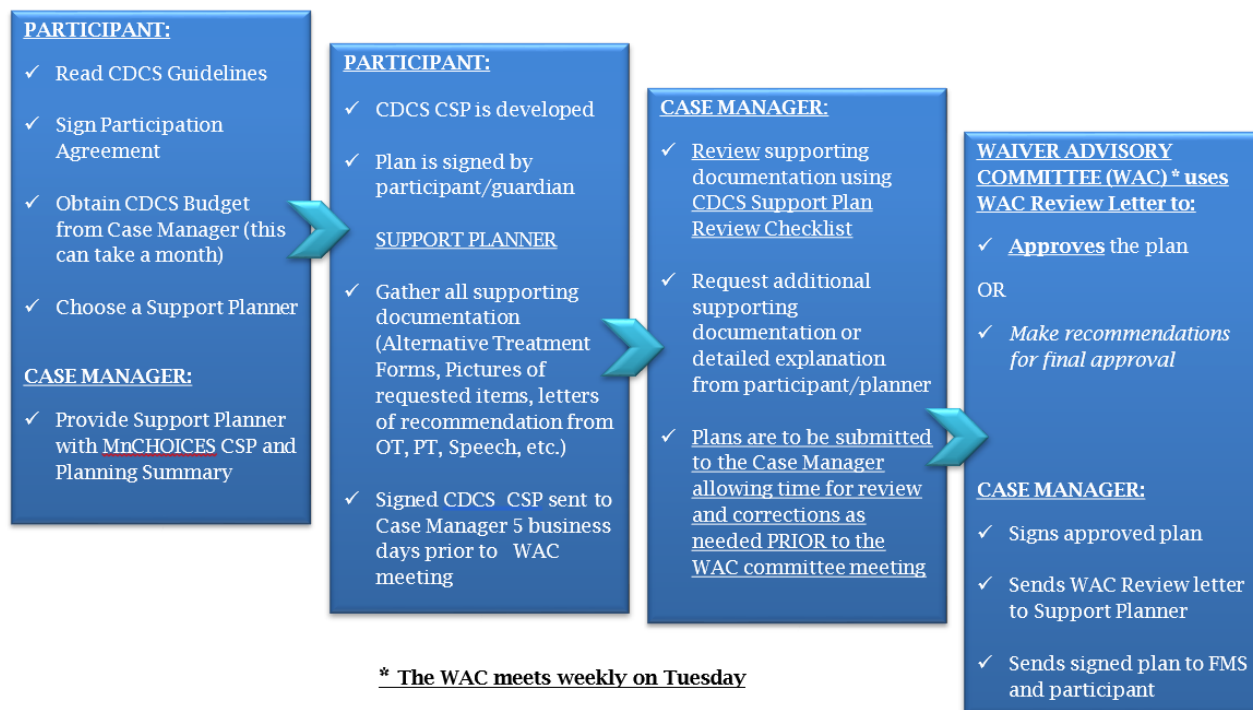 PARTICIPANT:
✓ Read CDCS Guidelines
✓ Sign Participation
Agreement
✓ Obtain CDCS Budget
from Case Manager (this
can take a month)
✓ Choose a Support Planner
CASE MANAGER:
✓ Provide Support Planner
with MnCHOICES CSP and
Planning Summary
PARTICIPANT:
✓ CDCS CSP is developed
✓ Plan is signed by
participant/guardian
SUPPORT PLANNER
✓ Gather all supporting
documentation
(Alternative Treatment
Forms, Pictures of
requested items, letters
of recommendation from
OT, PT, Speech, etc.)
✓ Signed CDCS CSP sent to
Case Manager 5 business
days prior to WAC
meeting
CASE MANAGER:
✓ Review supporting
documentation using
CDCS Support Plan
Review Checklist
✓ Request additional
supporting
documentation or
detailed explanation
from participant/planner
✓ Plans are to be submitted
to the Case Manager
allowing time for review
and corrections as
needed PRIOR to the
WAC committee meeting
WAIVER ADVISORY
COMMITTEE (WAC) * uses
WAC Review Letter to:
✓ Approves the plan
OR
✓ Make recommendations
for final approval
CASE MANAGER:
✓ Signs approved plan
✓ Sends WAC Review letter
to Support Planner
✓ Sends signed plan to FMS
and participant
* The WAC meets weekly on Tuesday